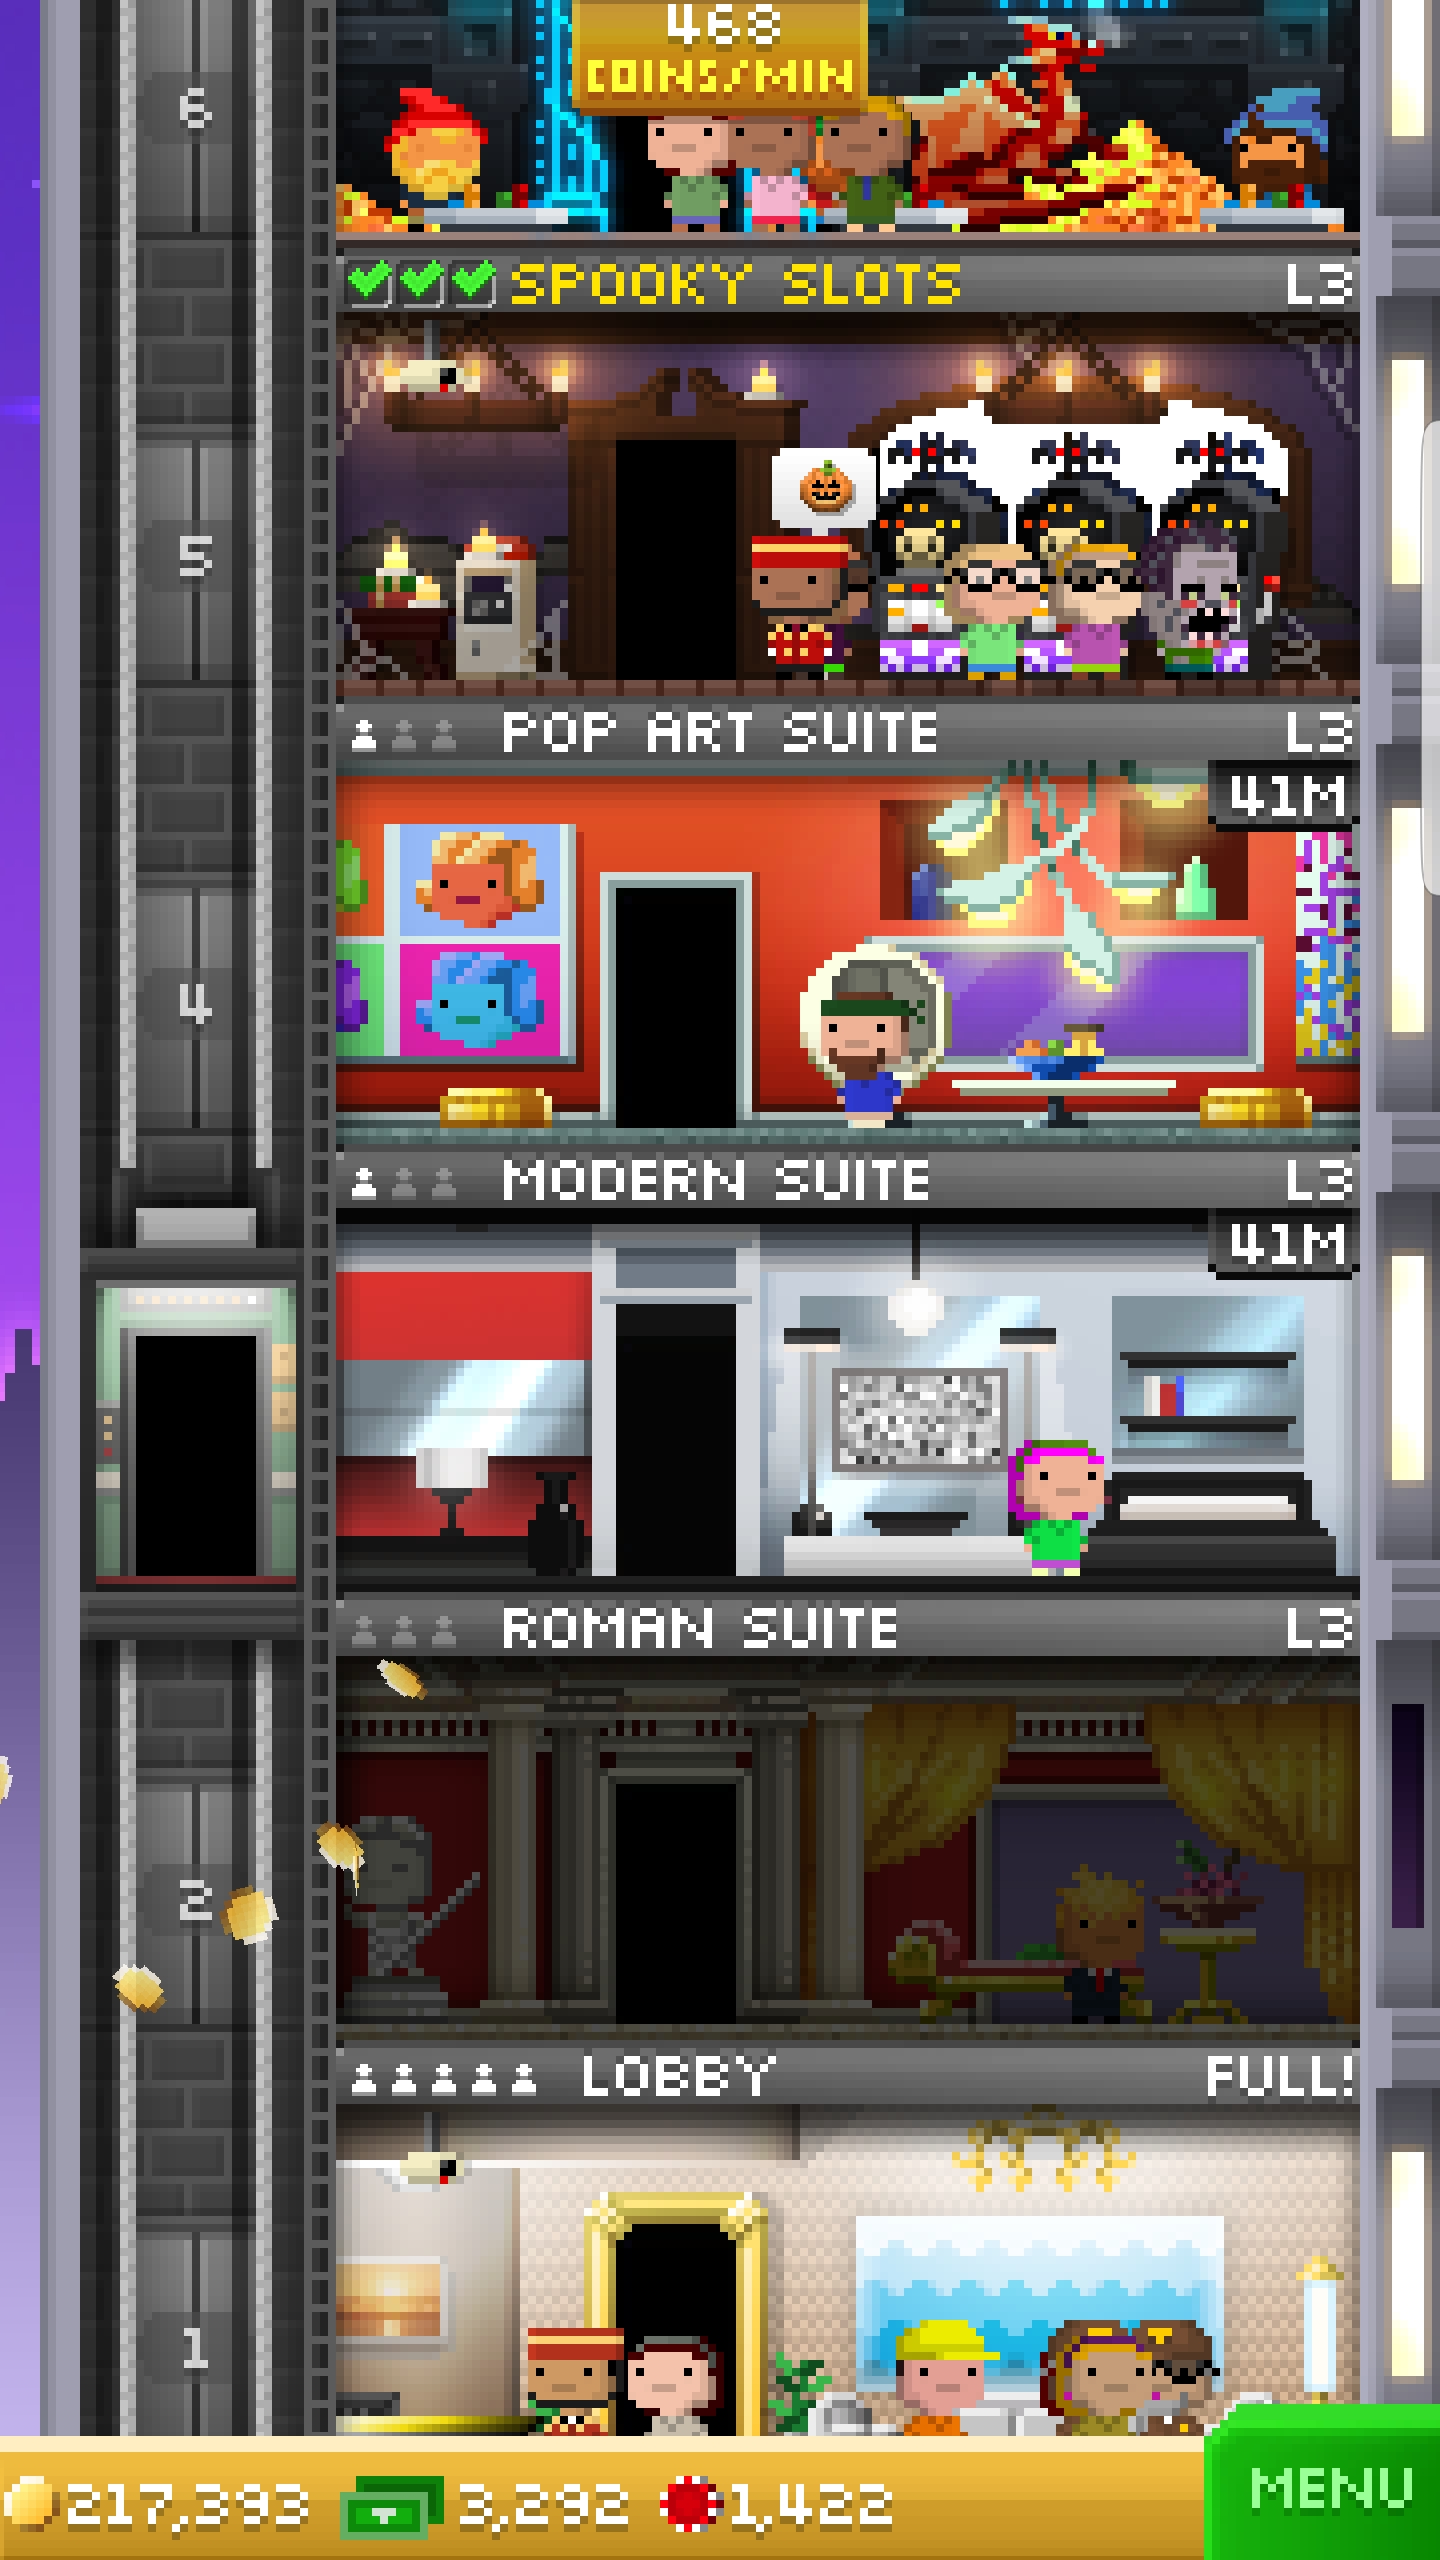 468
COINS/MIN
6
SPOOKY SLOTS L3
5
POP ART SUITE L3
41M
4
MODERN SUITE L3
41M
ROMAN SUITE L3
2
LOBBY FULL!
1
217,393 3,292 1,422 MENU